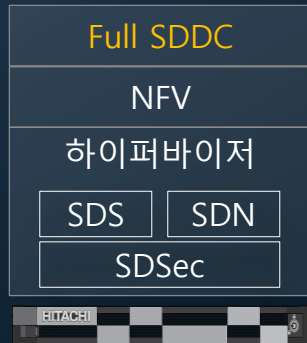 Full SDDC
NFV
하이퍼바이저
SDS SDN
SDSec
HITACHI